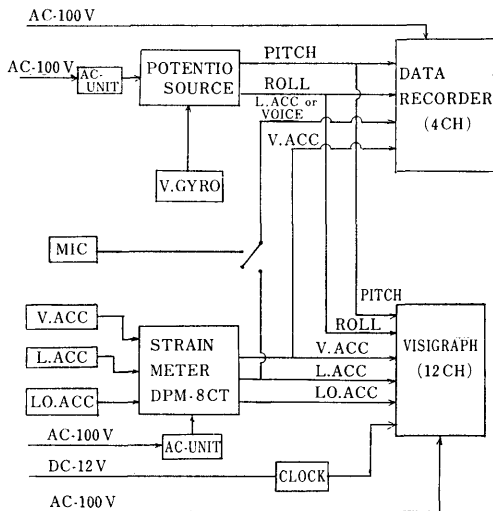 AC-100 V
AC-100 V
AC-
UNIT
POTENTIO
SOURCE
PITCH
ROLL
L.ACC or
VOICE
V.ACC
DATA
RECORDER
(4CH)
V.GYRO
MIC
PITCH
ROLL
V.ACC
L.ACC
LO.ACC
V.ACC
L.ACC
LO.ACC
STRAIN
METER
DPM-8CT
VISIGRAPH
(12CH)
AC-100 V
AC-UNIT
DC-12 V
CLOCK
AC-100 V